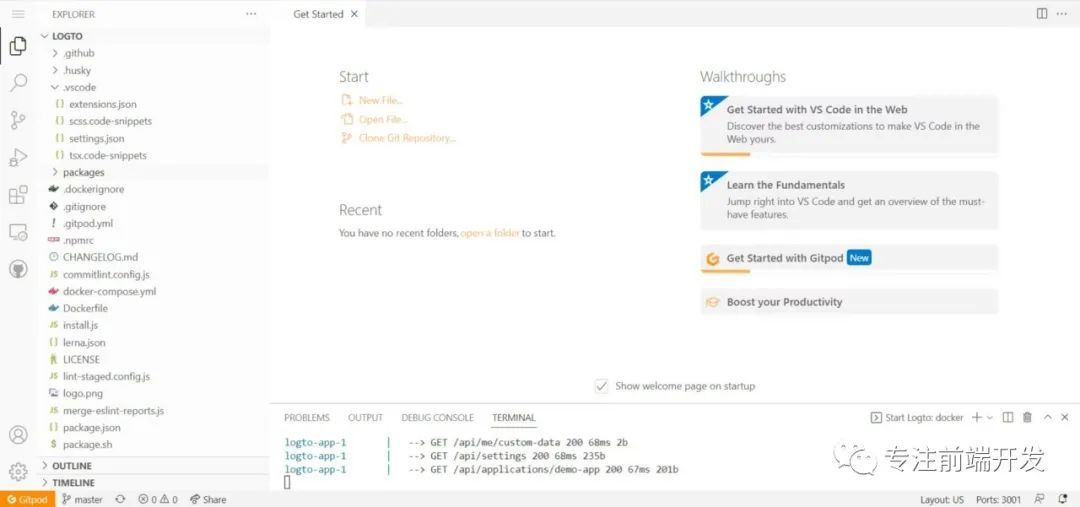 EXPLORER
LOGTO
.github
.husky
.vscode
extensions.json
scss.code-snippets
settings.json
tsx.code-snippets
packages
.dockerignore
.gitignore
.gitpod.yml
.npmrc
CHANGELOG.md
commitlint.config.js
docker-compose.yml
Dockerfile
install.js
lerna.json
LICENSE
lint-staged.config.js
logo.png
merge-eslint-reports.js
package.json
package.sh
OUTLINE
TIMELINE
Get Started
Start
New File...
Open File...
Clone Git Repository...
Recent
You have no recent folders, open a folder to start.
Walkthroughs
Get Started with VS Code in the Web
Discover the best customizations to make VS Code in the
Web yours.
Learn the Fundamentals
Jump right into VS Code and get an overview of the must-
have features.
Get Started with Gitpod New
Boost your Productivity
Show welcome page on startup
PROBLEMS OUTPUT DEBUG CONSOLE TERMINAL
Start Logto: docker
logto-app-1 | --> GET /api/me/custom-data 200 68ms 2b
logto-app-1 | --> GET /api/settings 200 68ms 235b
logto-app-1 | --> GET /api/applications/demo-app 200 67ms 201b
专注前端开发
Gitpod master 0 0 Share Layout: US Ports: 3001